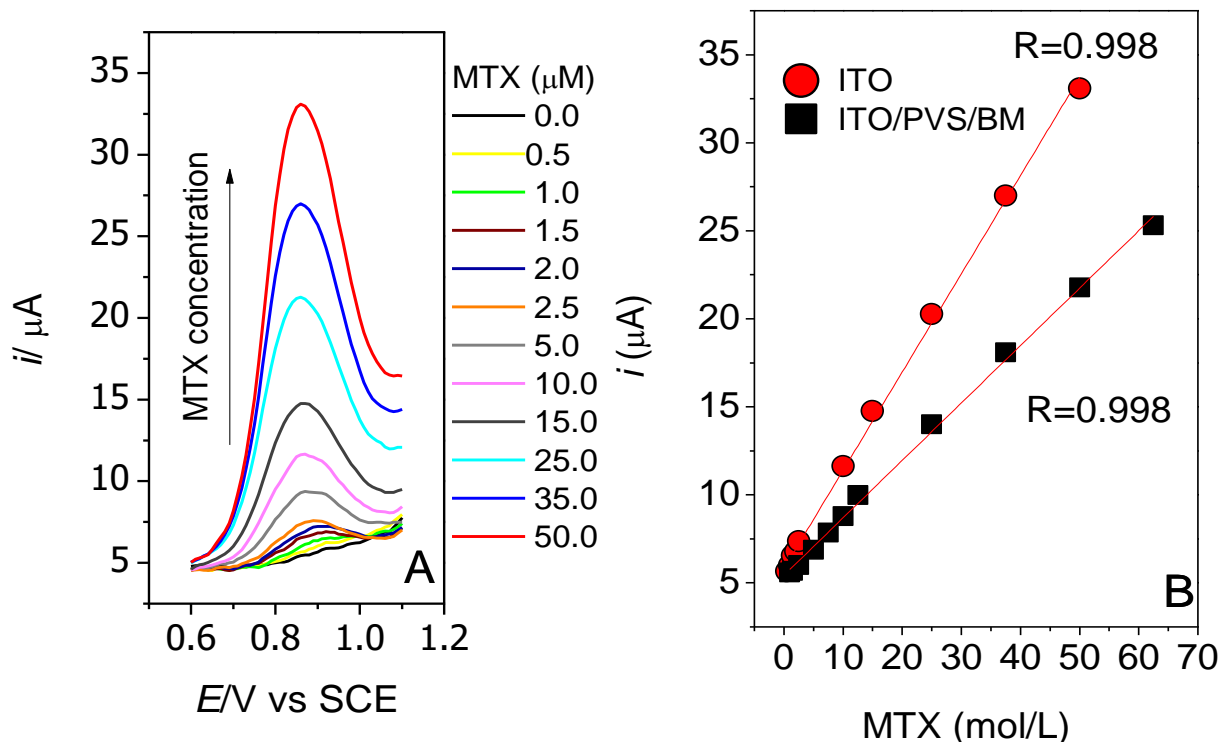 35
30
25
20
15
10
5
i/ μA
MTX concentration
A
0.6
0.8
1.0
1.2
E/V vs SCE
MTX (μM)
0.0
0.5
1.0
1.5
2.0
2.5
5.0
10.0
15.0
25.0
35.0
50.0
35
30
25
20
15
10
5
i (μA)
ITO
ITO/PVS/BM
R=0.998
R=0.998
B
0 10 20 30 40 50 60 70
MTX (mol/L)